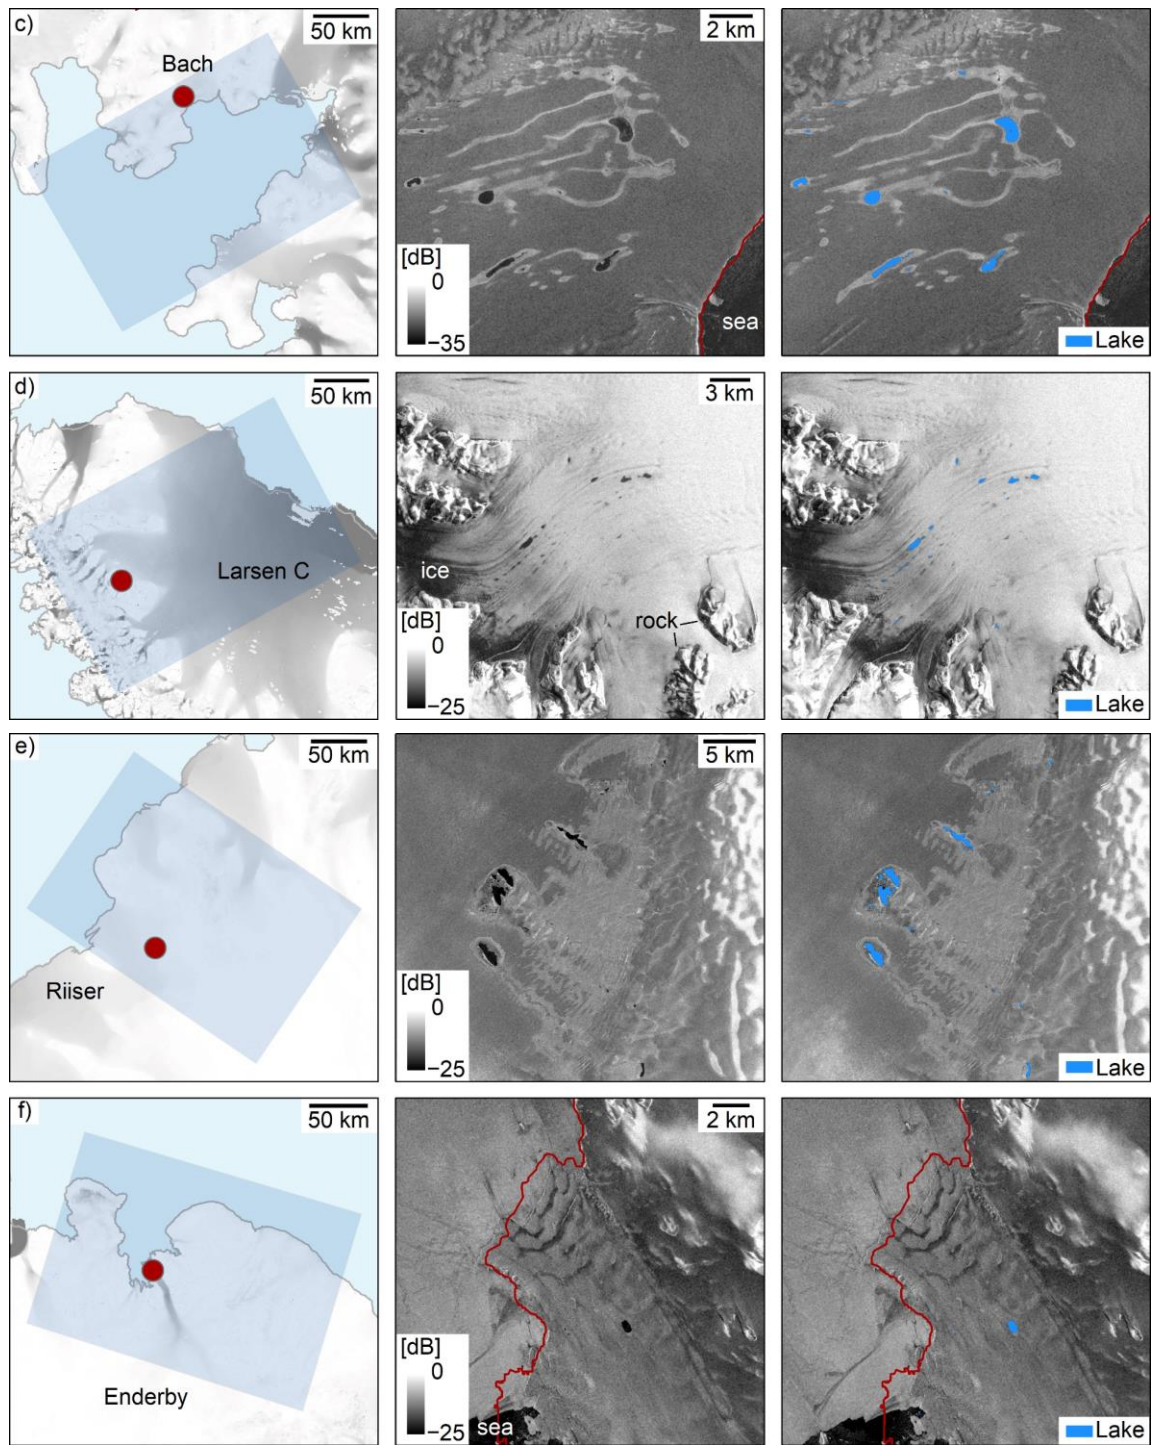 c)
50 km
Bach
2 km
[dB]
0
−35
sea
Lake
d)
50 km
Larsen C
3 km
ice
rock
[dB]
0
−25
Lake
e)
50 km
Riiser
5 km
[dB]
0
−25
Lake
f)
50 km
Enderby
2 km
[dB]
0
−25
sea
Lake